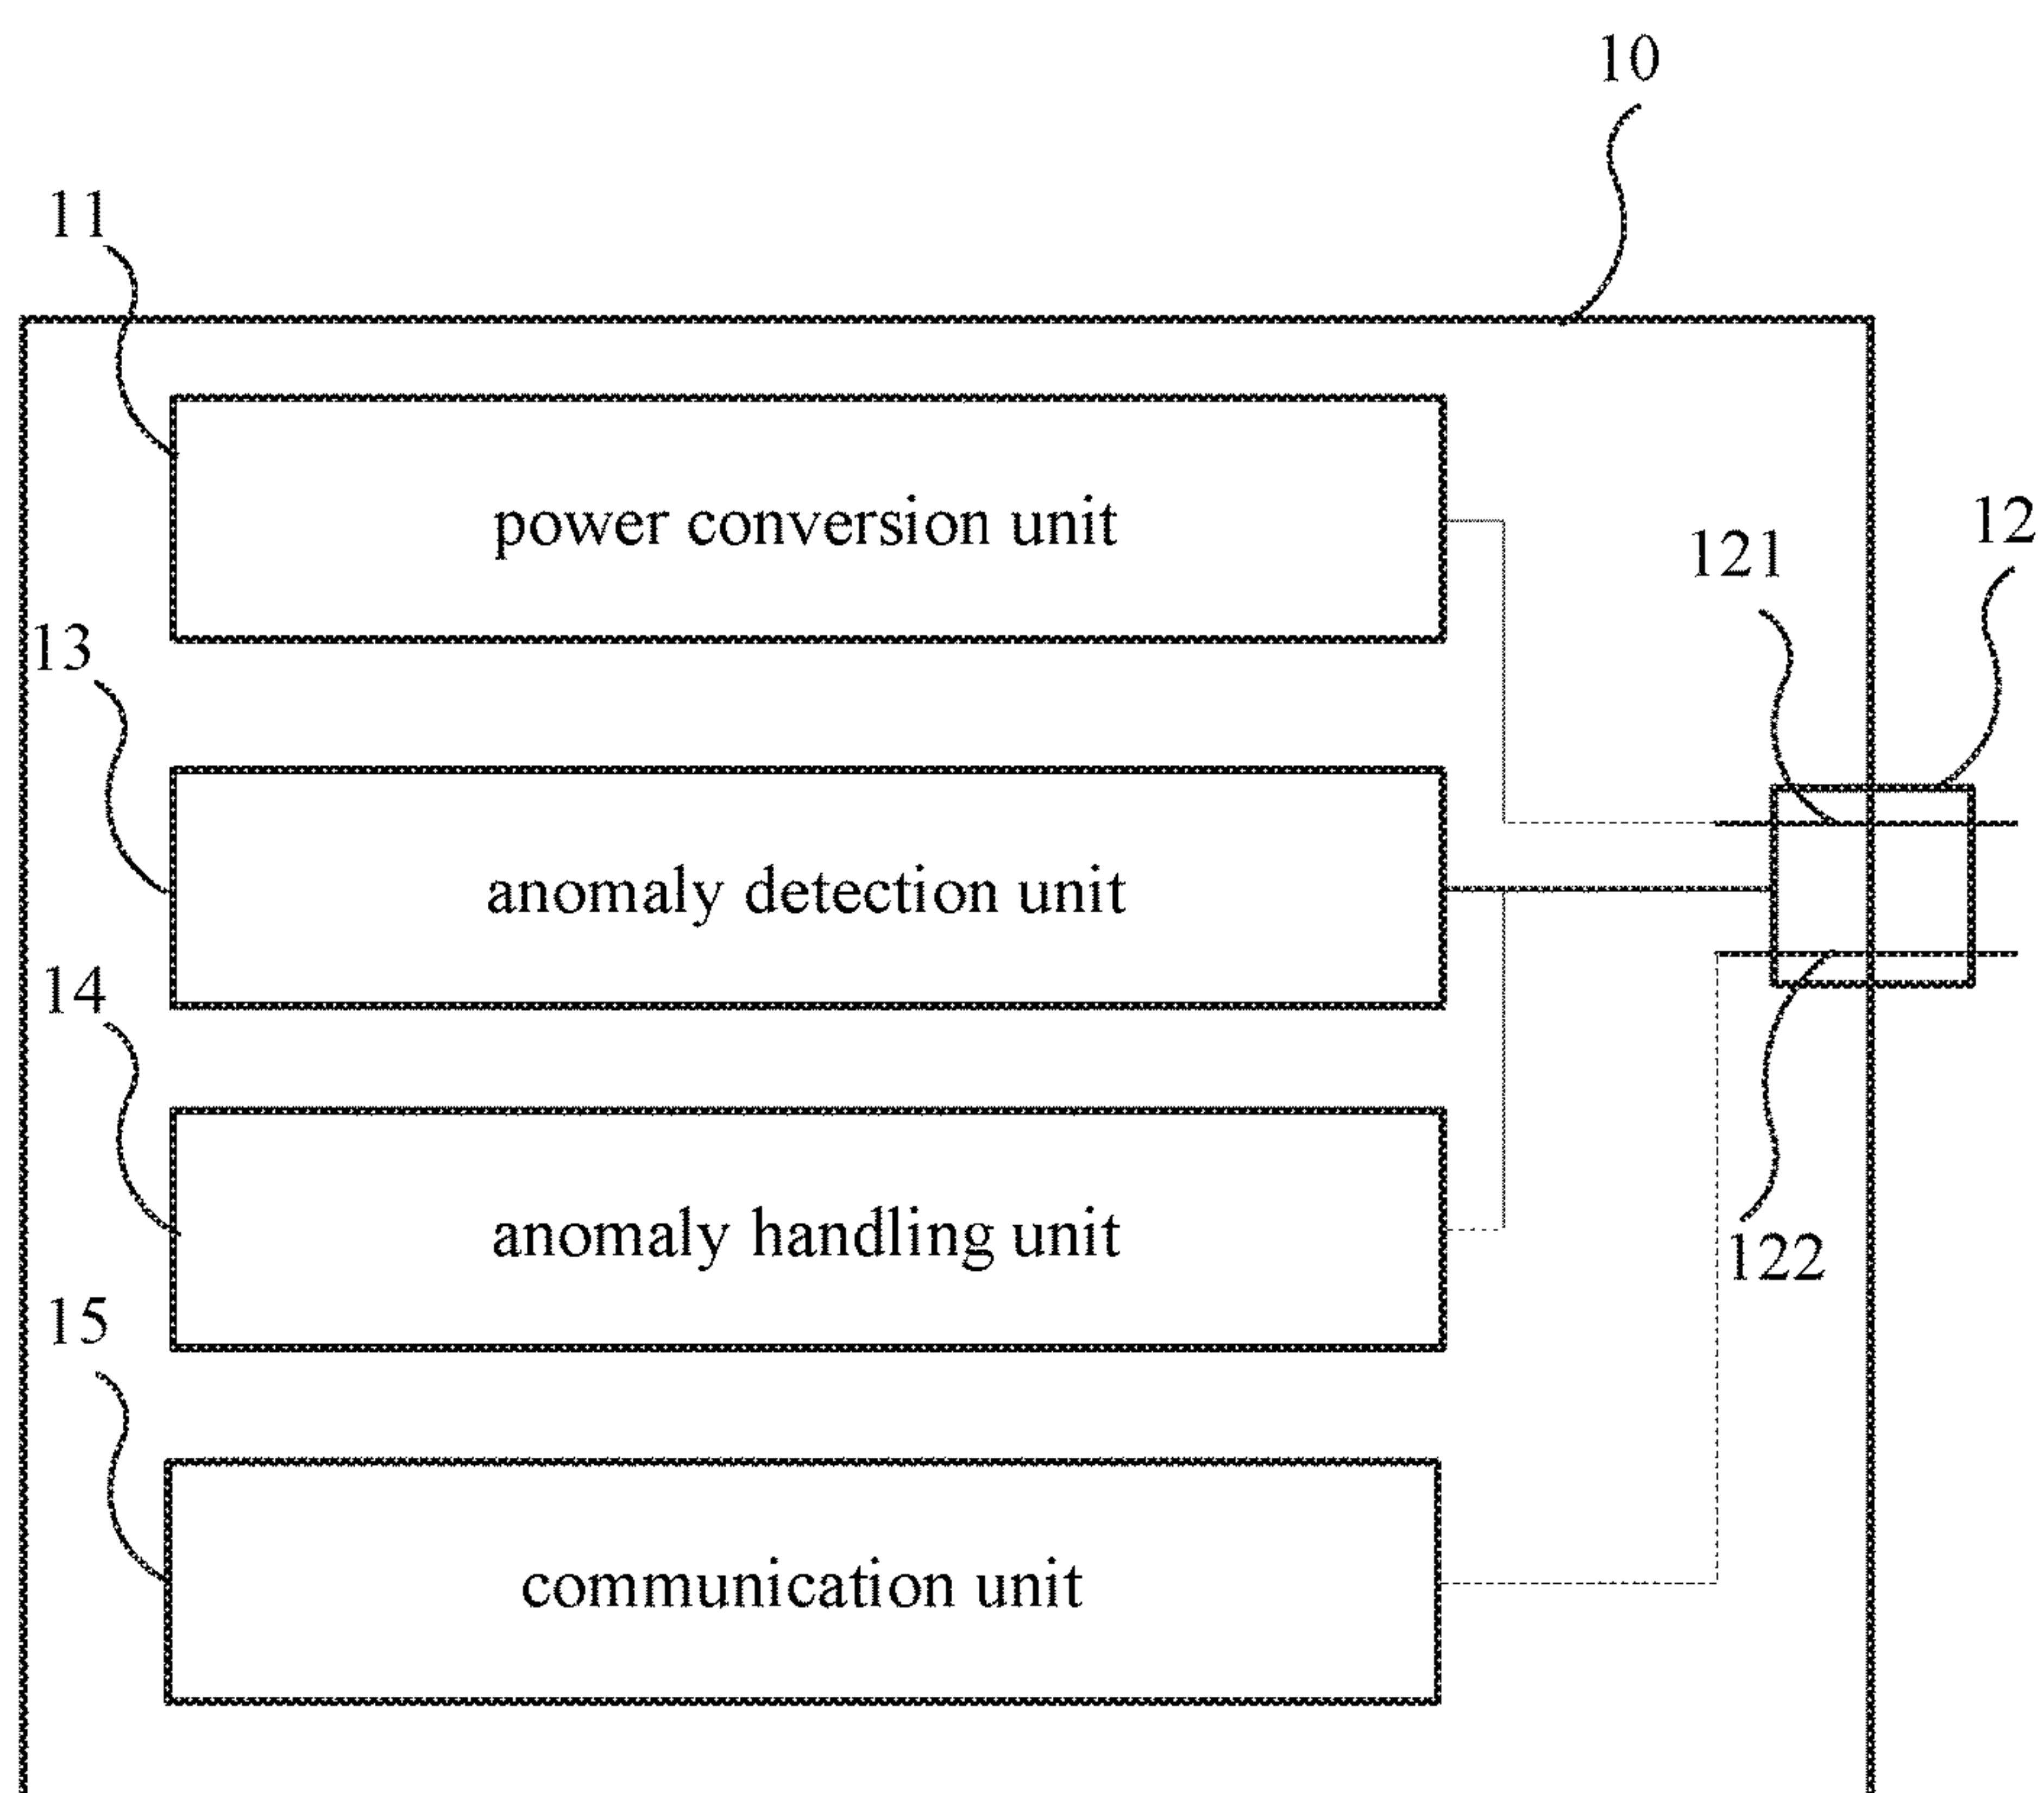 10
11
power conversion unit
12
121
13
anomaly detection unit
14
anomaly handling unit
122
15
communication unit